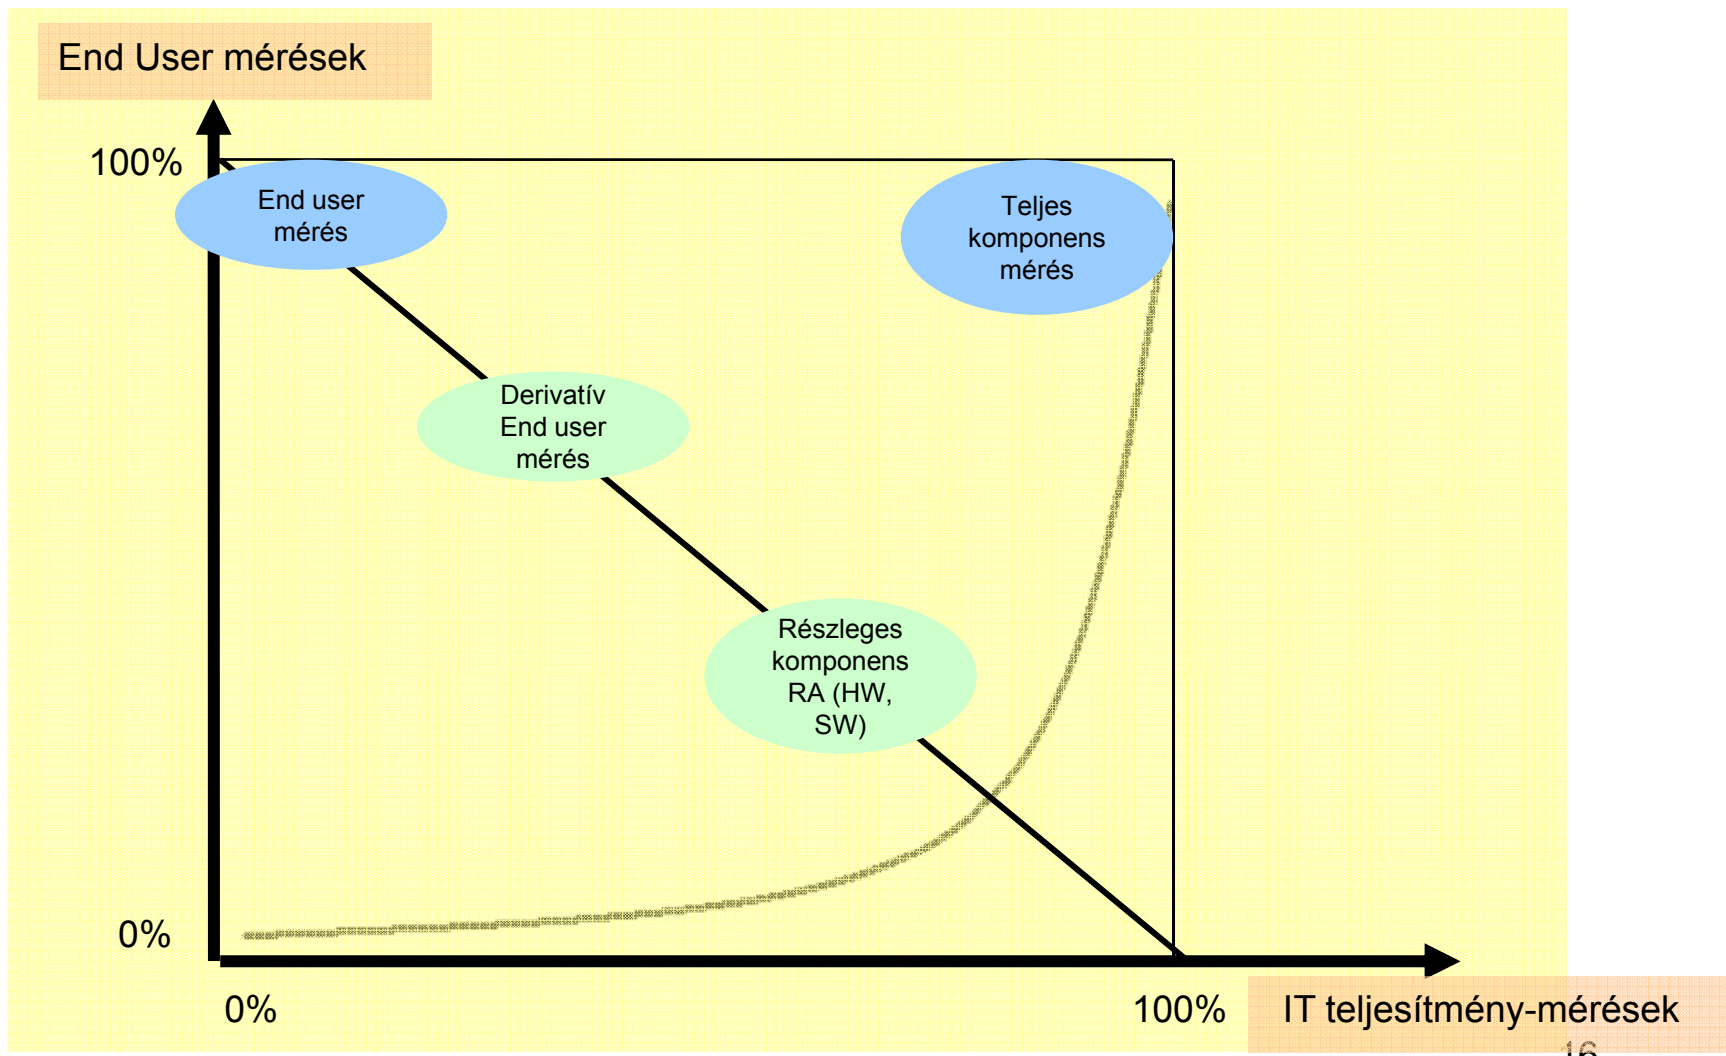 End User mérések
100%
End user
mérés
Teljes
komponens
mérés
Derivatív
End user
mérés
Részleges
komponens
RA (HW,
SW)
0%
0%
100%
IT teljesítmény-mérések
16